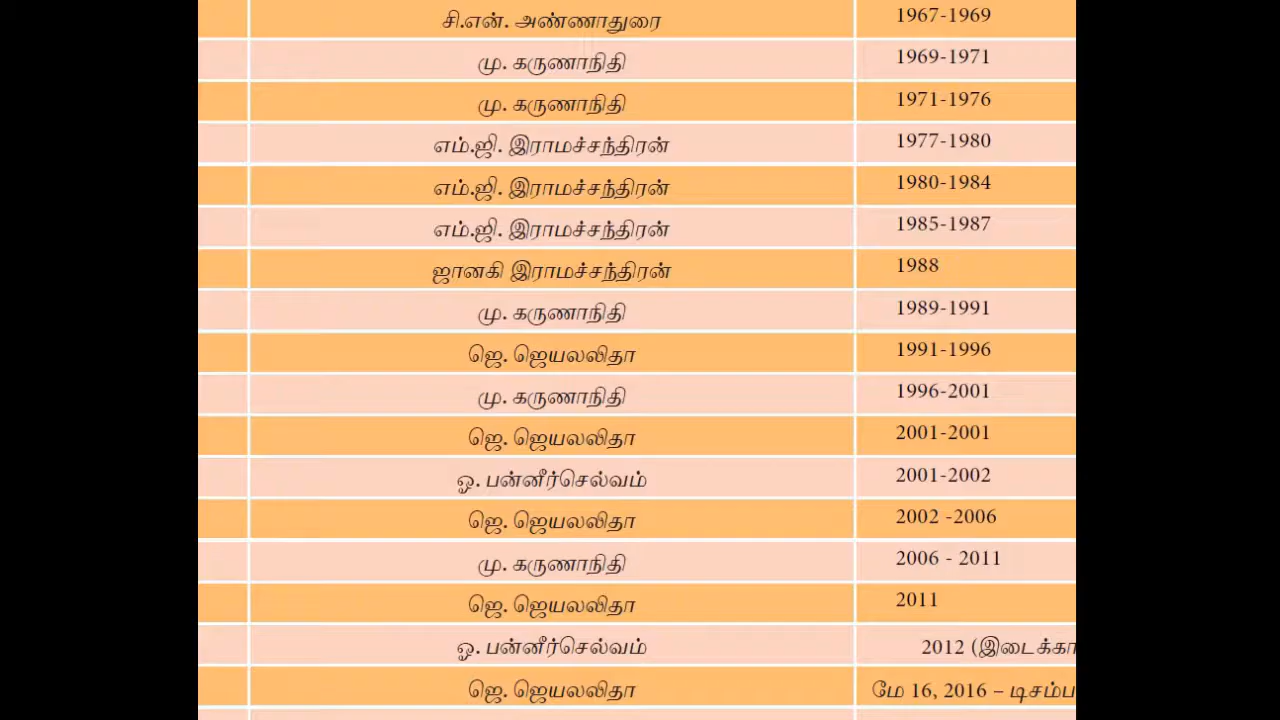 சி.என். அண்ணாதுரை 1967-1969
மு. கருணாநிதி 1969-1971
மு. கருணாநிதி 1971-1976
எம்.ஜி. இராமச்சந்திரன் 1977-1980
எம்.ஜி. இராமச்சந்திரன் 1980-1984
எம்.ஜி. இராமச்சந்திரன் 1985-1987
ஜானகி இராமச்சந்திரன் 1988
மு. கருணாநிதி 1989-1991
ஜெ. ஜெயலலிதா 1991-1996
மு. கருணாநிதி 1996-2001
ஜெ. ஜெயலலிதா 2001-2001
ஓ. பன்னீர்செல்வம் 2001-2002
ஜெ. ஜெயலலிதா 2002 -2006
மு. கருணாநிதி 2006 - 2011
ஜெ. ஜெயலலிதா 2011
ஓ. பன்னீர்செல்வம் 2012 (இடைக்கா
ஜெ. ஜெயலலிதா மே 16, 2016 – டிசம்ப